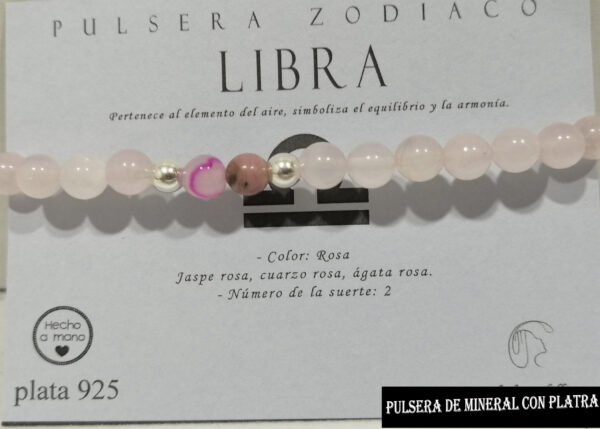 PULSERA ZODIACO
LIBRA
Pertenece al elemento del aire, simboliza el equilibrio y la armonía.
- Color: Rosa
Jaspe rosa, cuarzo rosa, ágata rosa.
- Número de la suerte: 2
Hecho
a mano
plata 925
PULSERA DE MINERAL CON PLATRA